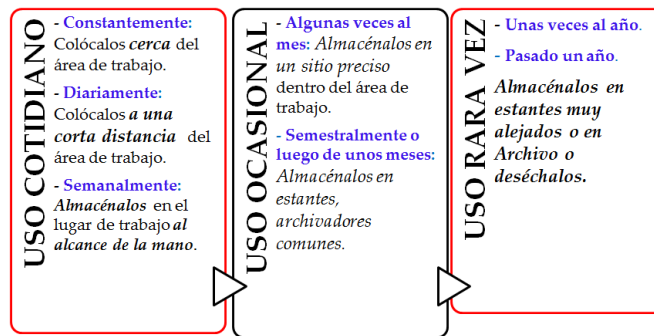 USO COTIDIANO
- Constantemente:
Colócalos cerca del
área de trabajo.
- Diariamente:
Colócalos a una
corta distancia del
área de trabajo.
- Semanalmente:
Almacénalos en el
lugar de trabajo al
alcance de la mano.
USO OCASIONAL
- Algunas veces al
mes: Almacénalos en
un sitio preciso
dentro del área de
trabajo.
- Semestralmente o
luego de unos meses:
Almacénalos en
estantes,
archivadores
comunes.
USO RARA VEZ
- Unas veces al año.
- Pasado un año.
Almacénalos en
estantes muy
alejados o en
Archivo o
deséchalos.